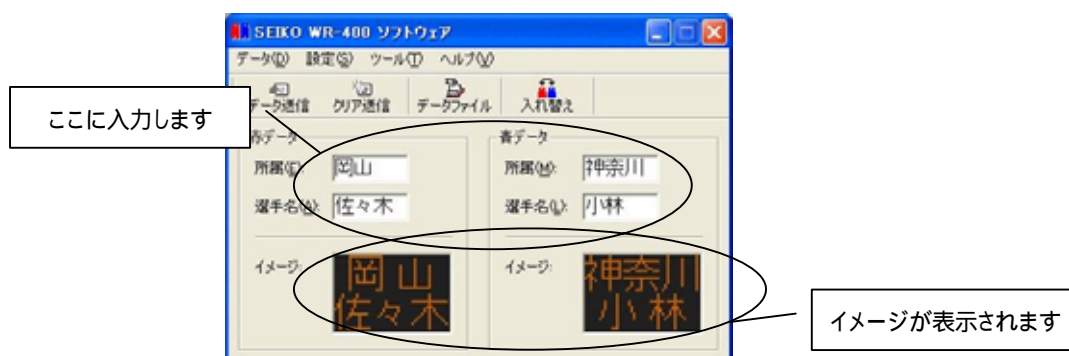 SEIKO WR-400 ソフトウェア
データ(D) 設定(S) ツール(T) ヘルプ(V)
データ送信 クリア送信 データファイル 入れ替え
ここに入力します
赤データ 青データ
所属(F): 岡山 所属(M): 神奈川
選手名(A): 佐々木 選手名(L): 小林
イメージ: 岡山 イメージ: 神奈川
佐々木 小林
イメージが表示されます